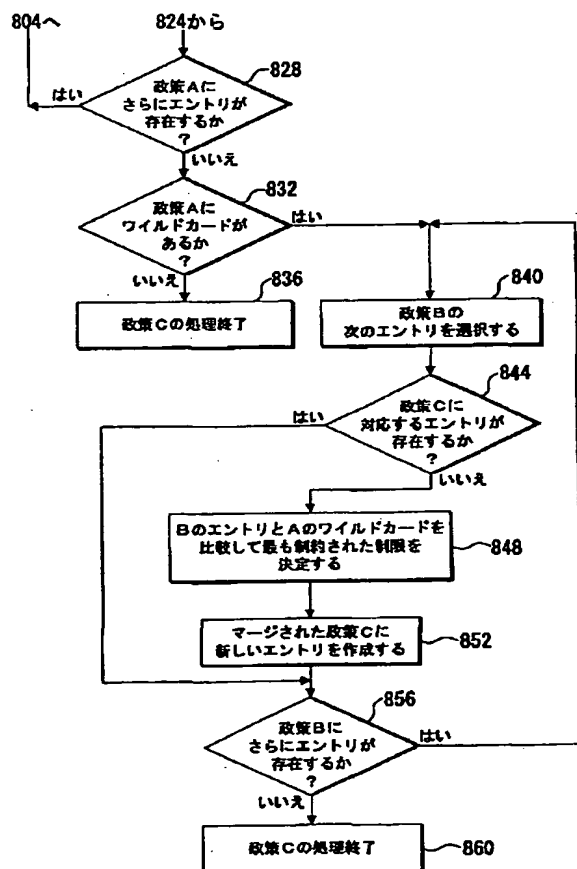 804へ
824から
828
政策Aに
さらにエントリが
存在するか
?
はい
いいえ
832
政策Aに
ワイルドカードが
あるか
?
はい
いいえ
836
政策Cの処理終了
840
政策Bの
次のエントリを選択する
844
政策Cに
対応するエントリが
存在するか
?
はい
いいえ
BのエントリとAのワイルドカードを
比較して最も制約された制限を
決定する
848
マージされた政策Cに
新しいエントリを作成する
852
856
政策Bに
さらにエントリが
存在するか
?
はい
いいえ
政策Cの処理終了
860